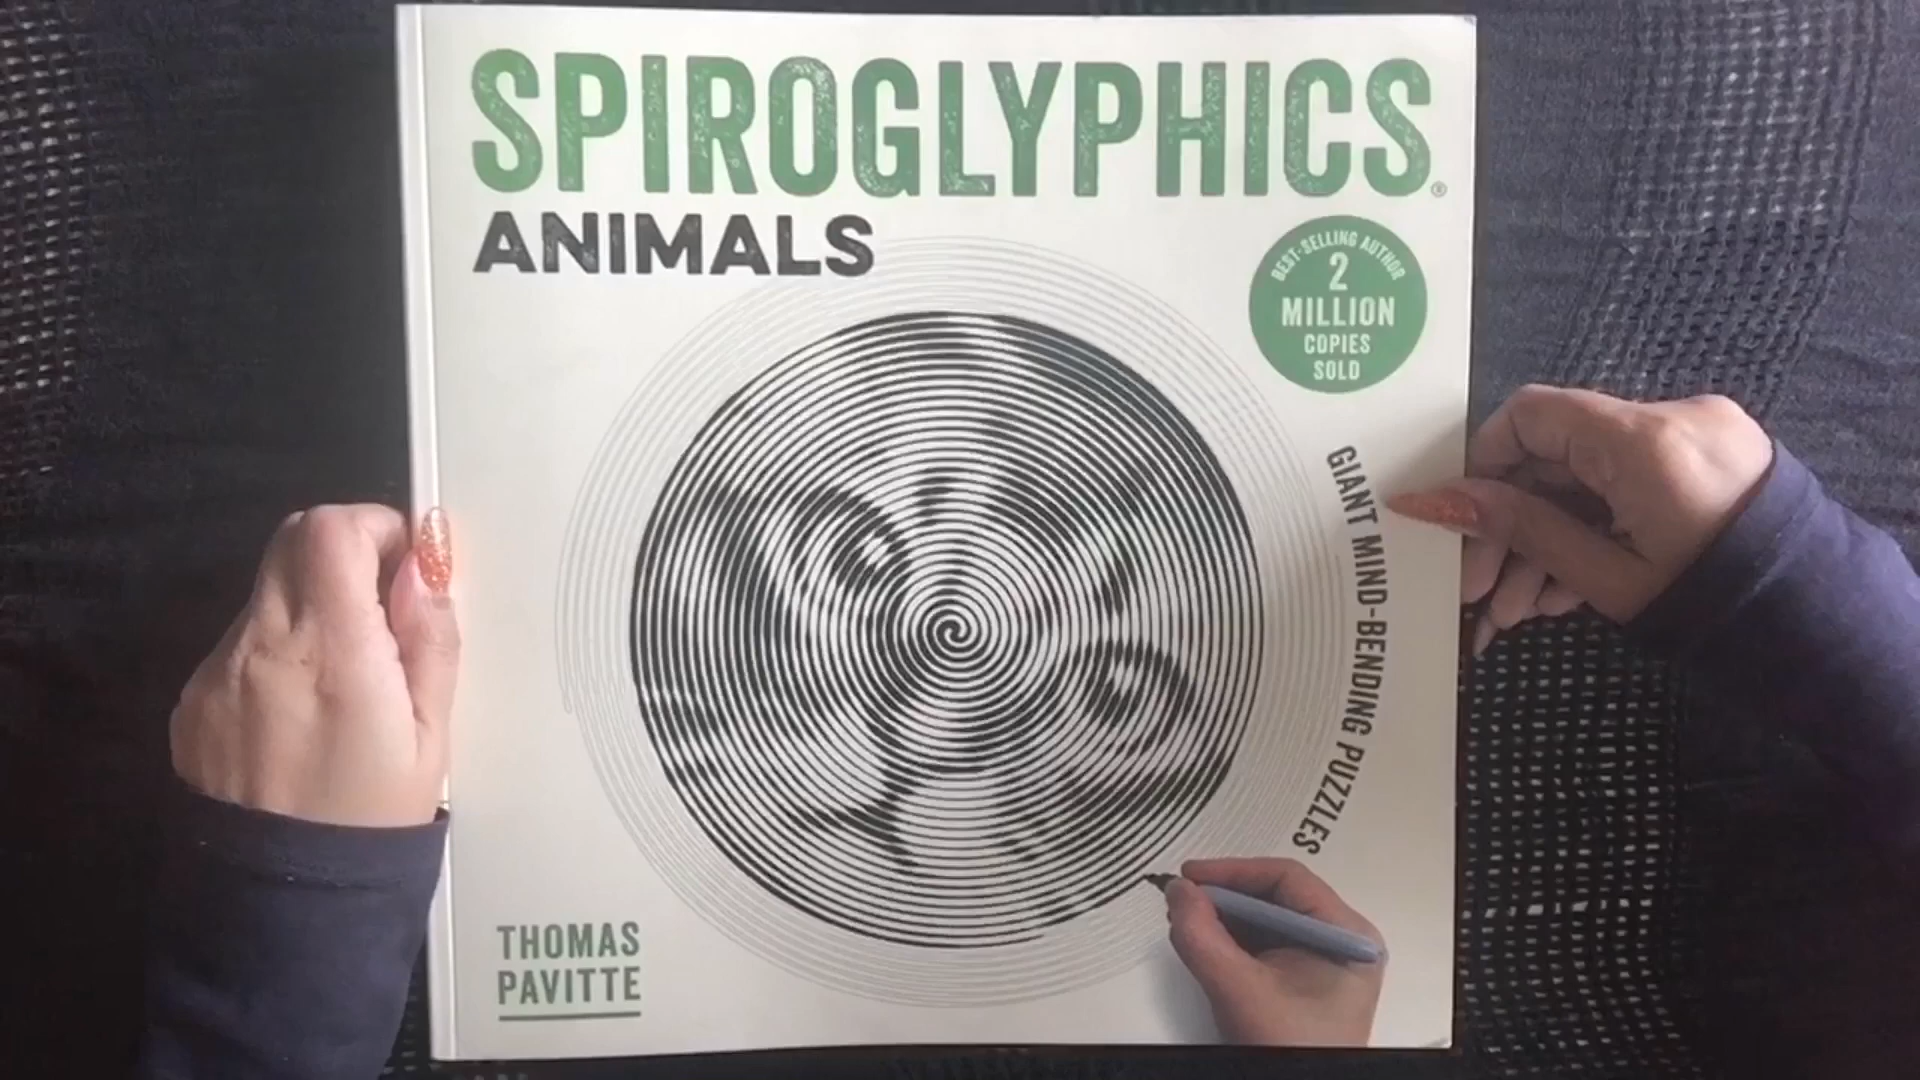 SPIROGLYPHICS®
ANIMALS
BEST-SELLING AUTHOR
2
MILLION
COPIES
SOLD
GIANT MIND-BENDING PUZZLES
THOMAS
PAVITTE